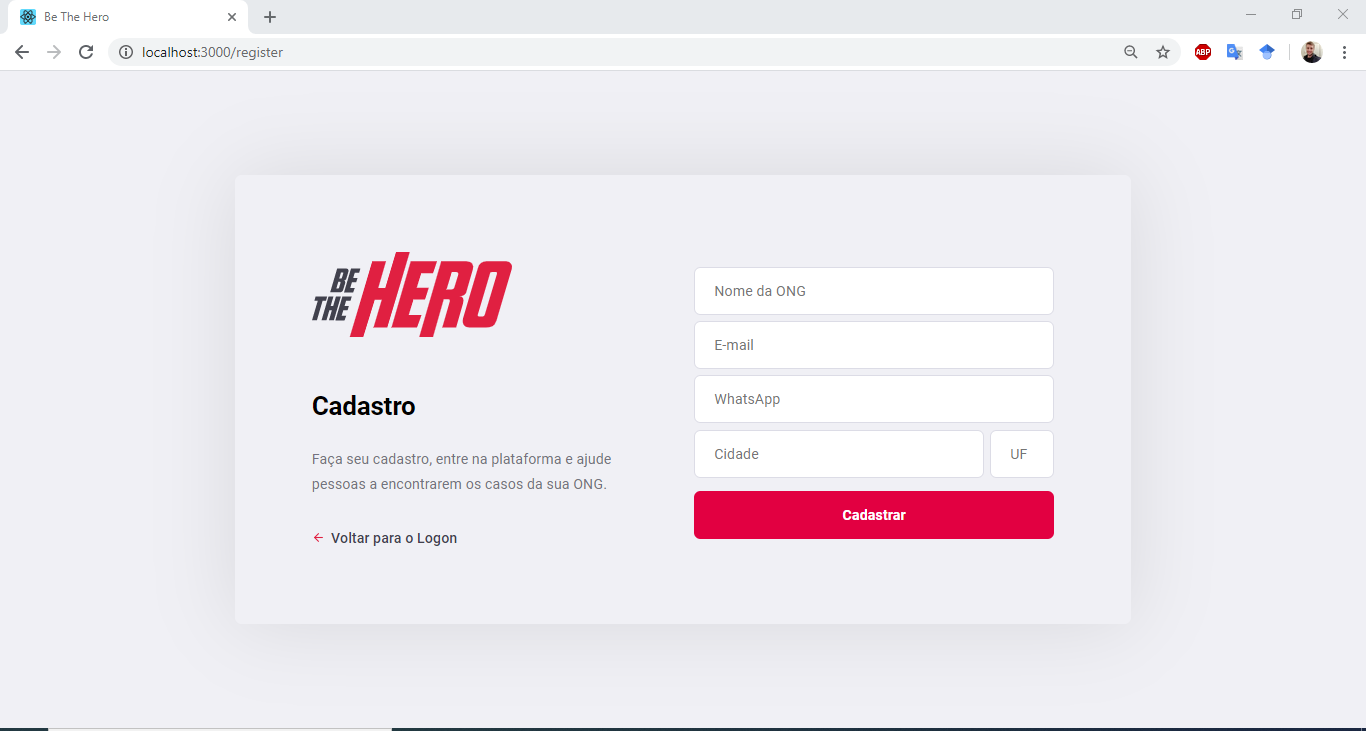 Be The Hero
localhost:3000/register
ABP
G
BE
THE HERO
Cadastro
Faça seu cadastro, entre na plataforma e ajude
pessoas a encontrarem os casos da sua ONG.
Voltar para o Logon
Nome da ONG
E-mail
WhatsApp
Cidade
UF
Cadastrar